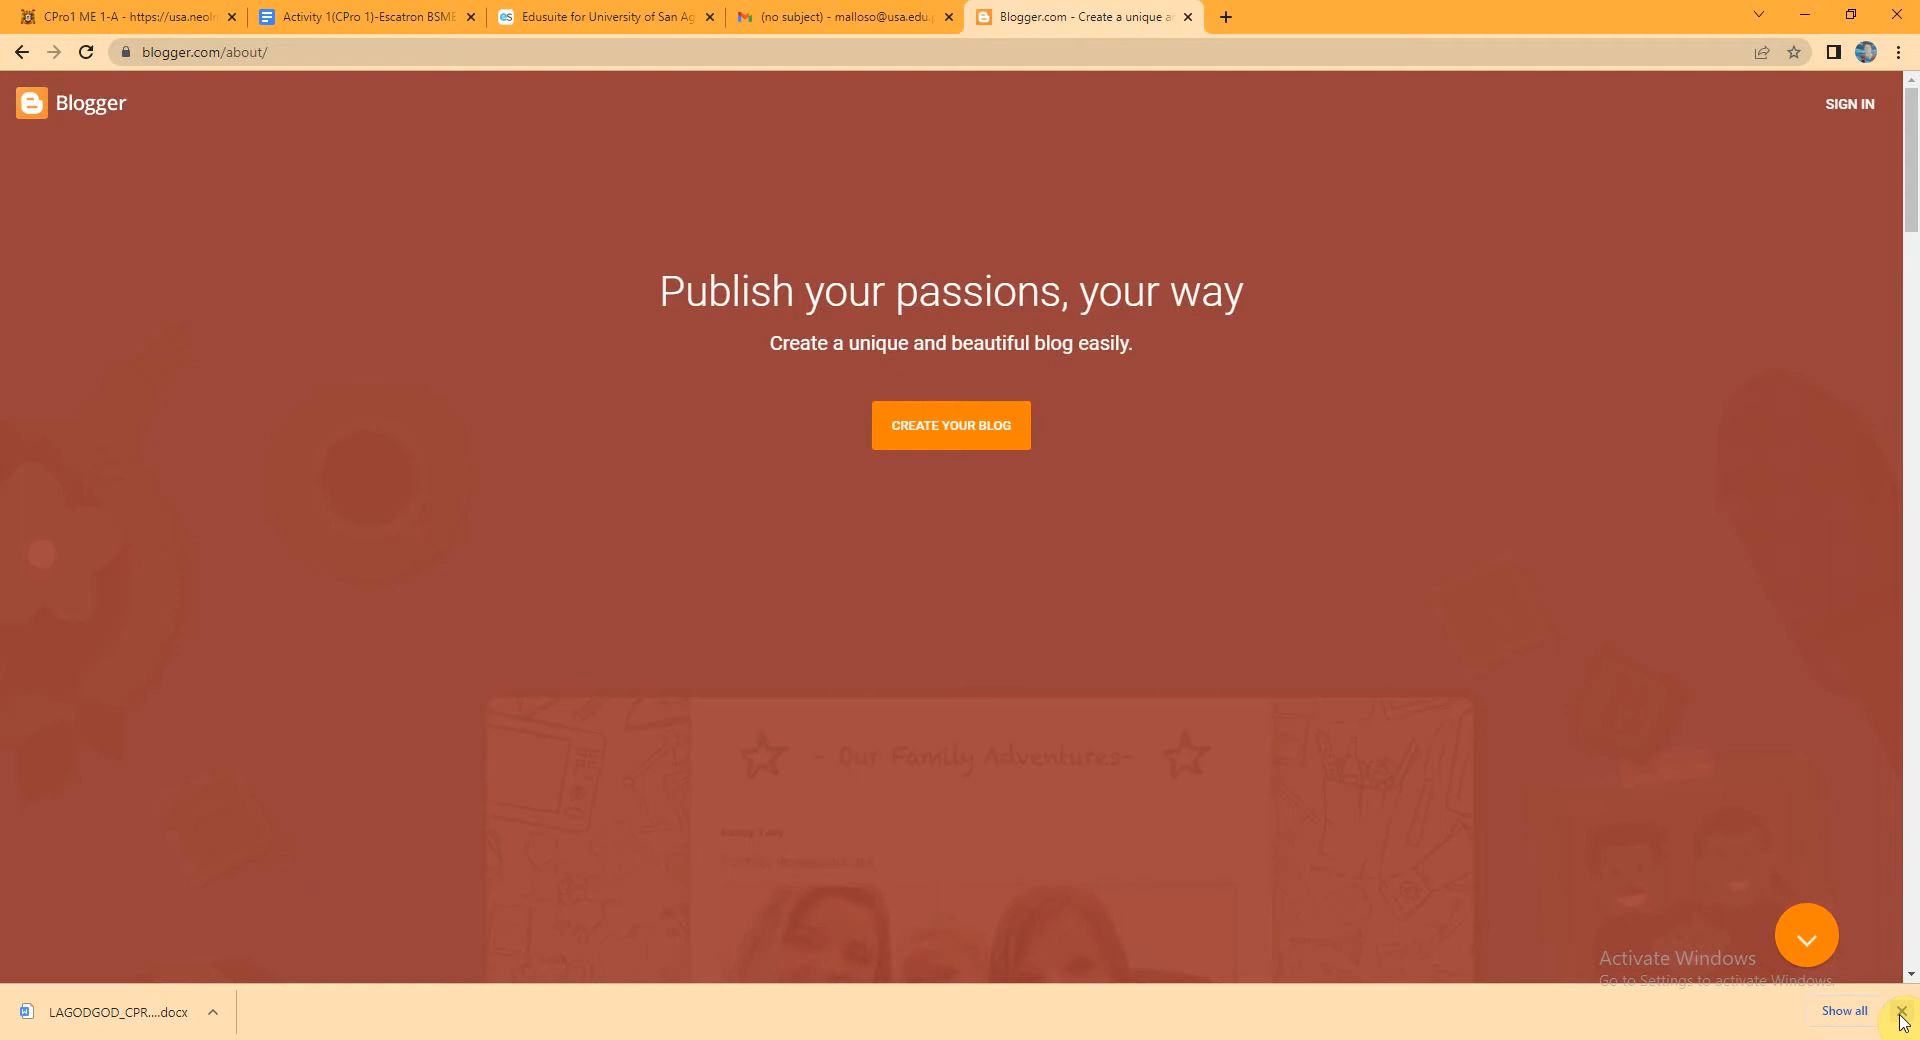 CPro1 ME 1-A - https://usa.neolm
Activity 1(CPro 1)-Escatron BSME
Edusuite for University of San Ag
(no subject) - malloso@usa.edu.p
Blogger.com - Create a unique a
blogger.com/about/
Blogger
SIGN IN
Publish your passions, your way
Create a unique and beautiful blog easily.
CREATE YOUR BLOG
- Our Family Adventures-
Activate Windows
Go to Settings to activate Windows.
LAGODGOD_CPR....docx
Show all